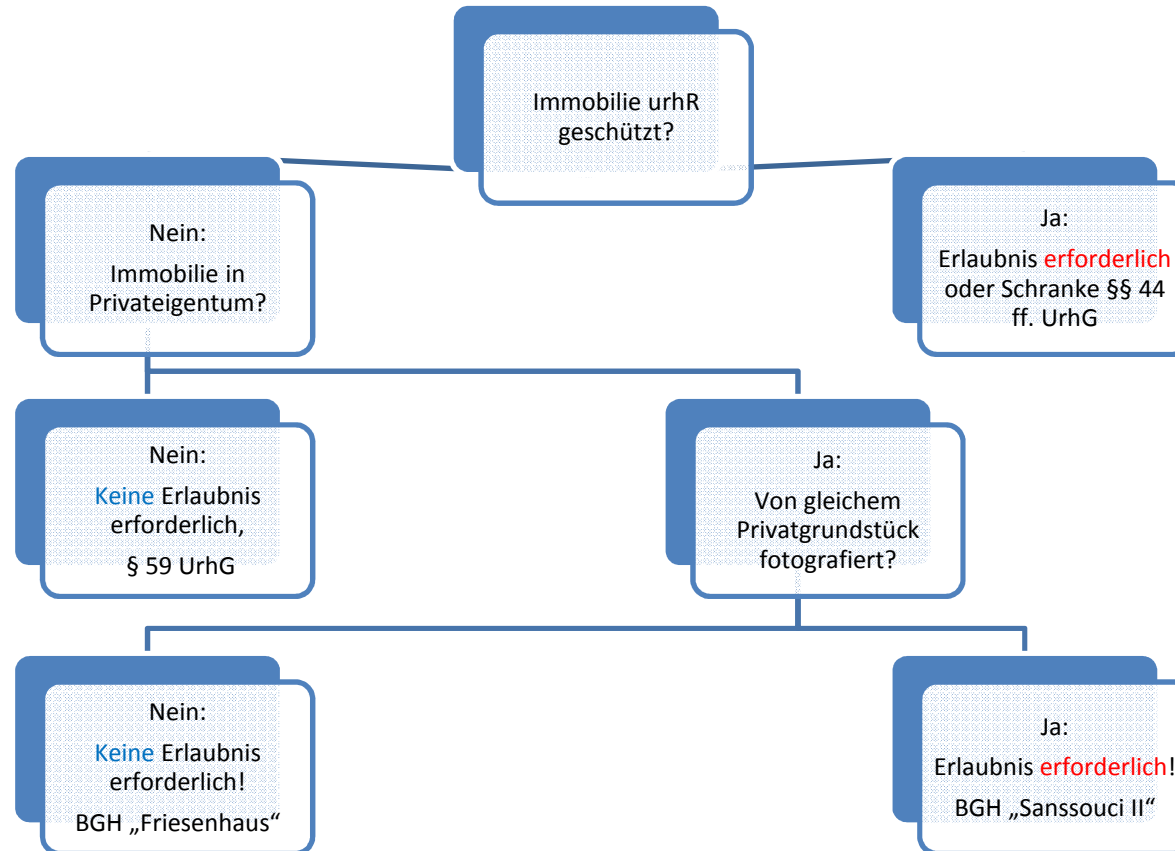 Immobilie urhR
geschützt?
Nein:
Immobilie in
Privateigentum?
Ja:
Erlaubnis erforderlich
oder Schranke §§ 44
ff. UrhG
Nein:
Keine Erlaubnis
erforderlich,
§ 59 UrhG
Ja:
Von gleichem
Privatgrundstück
fotografiert?
Nein:
Keine Erlaubnis
erforderlich!
BGH „Friesenhaus“
Ja:
Erlaubnis erforderlich!
BGH „Sanssouci II“